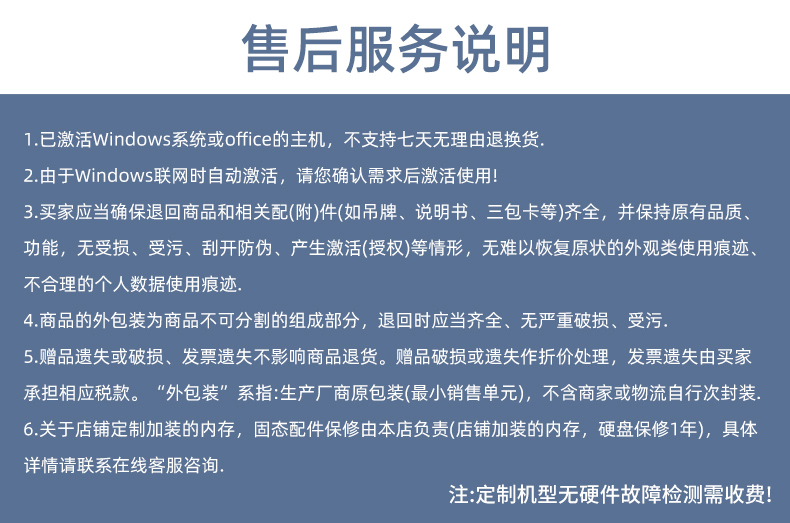 售后服务说明
1.已激活Windows系统或office的主机，不支持七天无理由退换货.
2.由于Windows联网时自动激活，请您确认需求后激活使用!
3.买家应当确保退回商品和相关配(附)件(如吊牌、说明书、三包卡等)齐全，并保持原有品质、
功能，无受损、受污、刮开防伪、产生激活(授权)等情形，无难以恢复原状的外观类使用痕迹、
不合理的个人数据使用痕迹.
4.商品的外包装为商品不可分割的组成部分，退回时应当齐全、无严重破损、受污.
5.赠品遗失或破损、发票遗失不影响商品退货。赠品破损或遗失作折价处理，发票遗失由买家
承担相应税款。“外包装”系指:生产厂商原包装(最小销售单元)，不含商家或物流自行次封装.
6.关于店铺定制加装的内存，固态配件保修由本店负责(店铺加装的内存，硬盘保修1年)，具体
详情请联系在线客服咨询.
注:定制机型无硬件故障检测需收费!